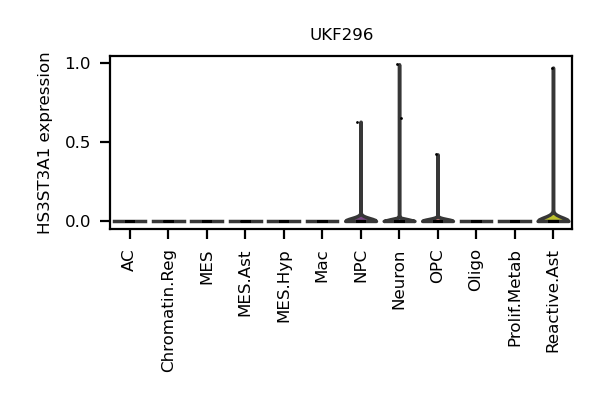 UKF296
HS3ST3A1 expression
1.0
0.5
0.0
AC
Chromatin.Reg
MES
MES.Ast
MES.Hyp
Mac
NPC
Neuron
OPC
Oligo
Prolif.Metab
Reactive.Ast